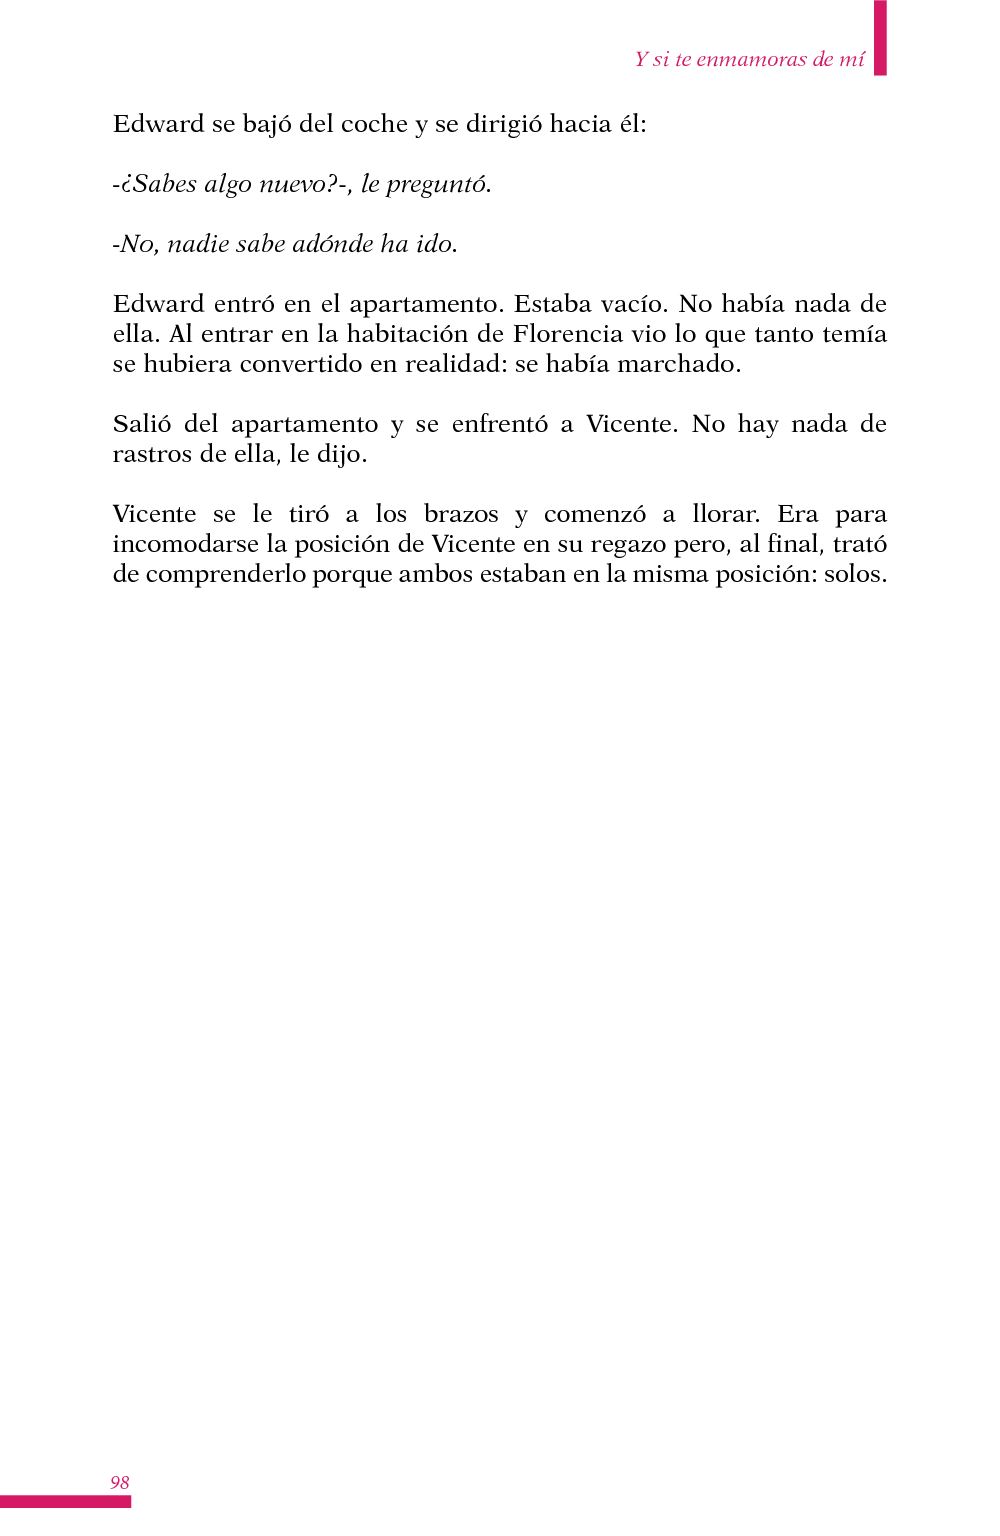 Y si te enmamoras de mí
Edward se bajó del coche y se dirigió hacia él:
-¿Sabes algo nuevo?-, le preguntó.
-No, nadie sabe adónde ha ido.
Edward entró en el apartamento. Estaba vacío. No había nada de
ella. Al entrar en la habitación de Florencia vio lo que tanto temía
se hubiera convertido en realidad: se había marchado.
Salió del apartamento y se enfrentó a Vicente. No hay nada de
rastros de ella, le dijo.
Vicente se le tiró a los brazos y comenzó a llorar. Era para
incomodarse la posición de Vicente en su regazo pero, al final, trató
de comprenderlo porque ambos estaban en la misma posición: solos.
98